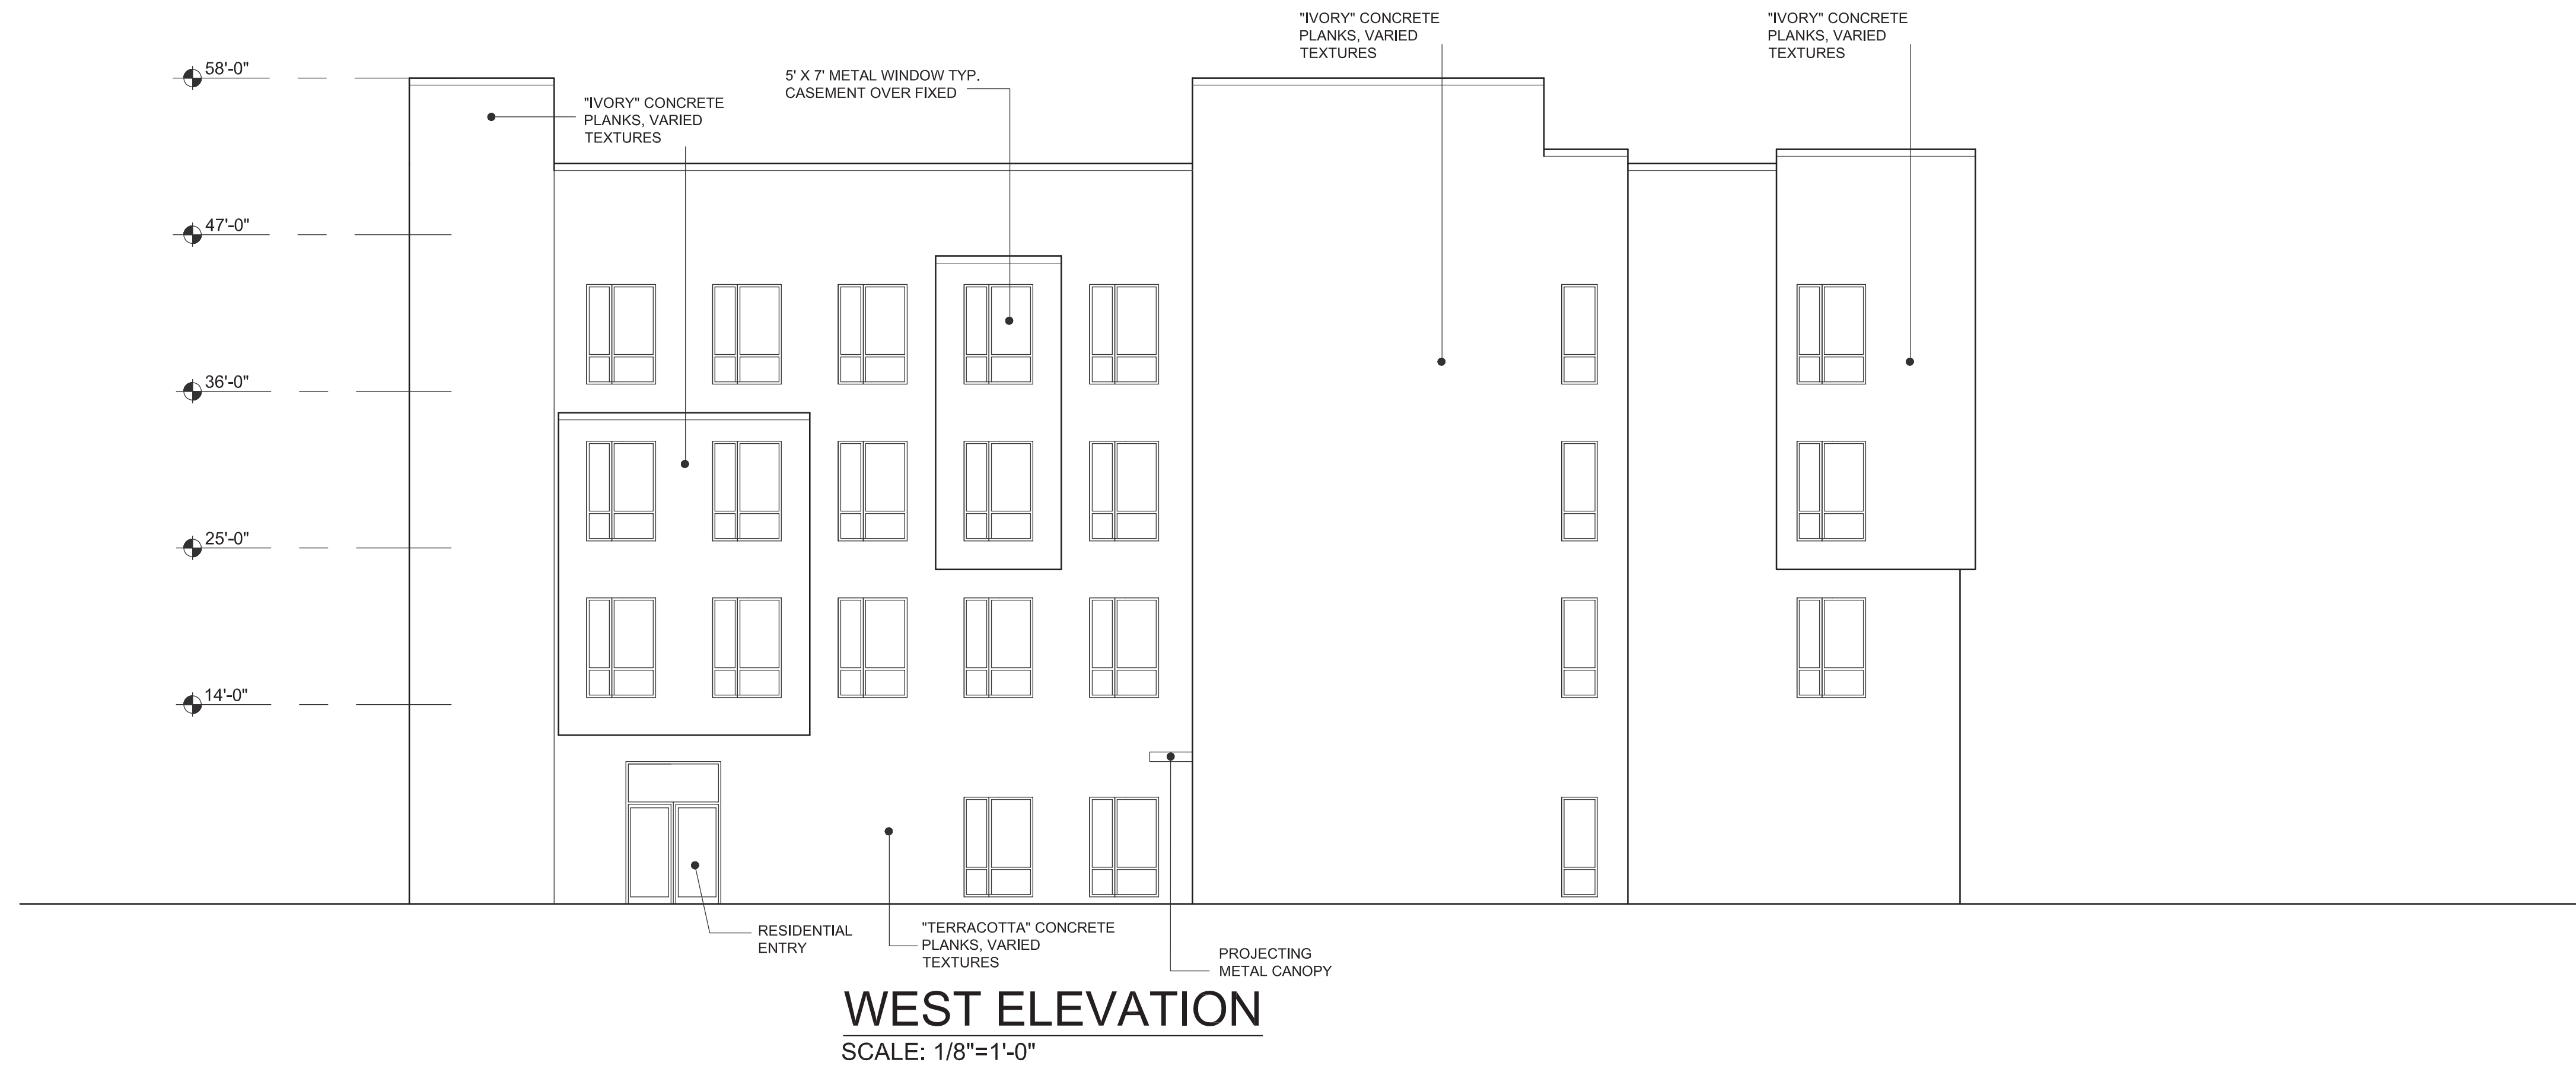 "IVORY" CONCRETE
PLANKS, VARIED
TEXTURES
"IVORY" CONCRETE
PLANKS, VARIED
TEXTURES
58'-0"
5' X 7' METAL WINDOW TYP.
CASEMENT OVER FIXED
"IVORY" CONCRETE
PLANKS, VARIED
TEXTURES
47'-0"
36'-0"
25'-0"
14'-0"
RESIDENTIAL
ENTRY
"TERRACOTTA" CONCRETE
PLANKS, VARIED
TEXTURES
PROJECTING
METAL CANOPY
WEST ELEVATION
SCALE: 1/8"=1'-0"